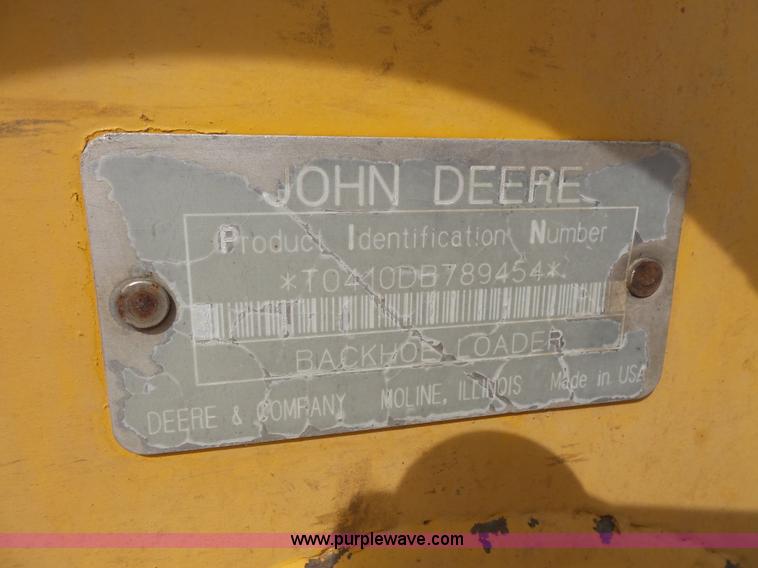 JOHN DEERE
Product Identification Number
*T0410DB789454*
BACKHOE LOADER
DEERE & COMPANY MOLINE, ILLINOIS Made in USA
www.purplewave.com